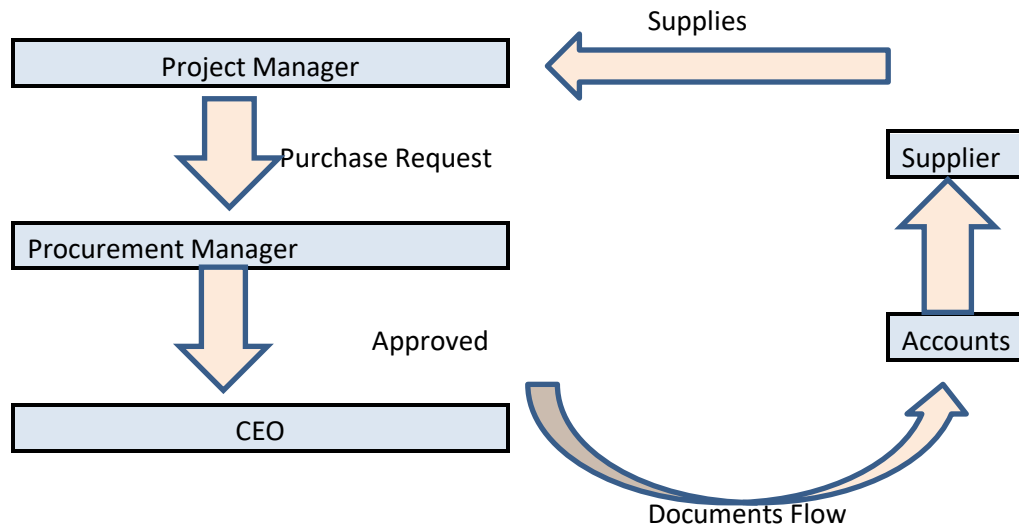 Supplies
Project Manager
Purchase Request
Supplier
Procurement Manager
Approved
Accounts
CEO
Documents Flow